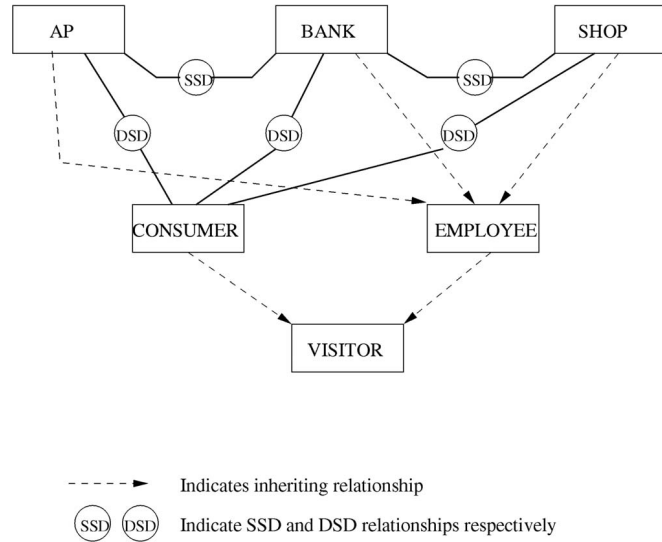 AP
BANK
SHOP
SSD
SSD
DSD
DSD
DSD
CONSUMER
EMPLOYEE
VISITOR
Indicates inheriting relationship
SSD DSD Indicate SSD and DSD relationships respectively